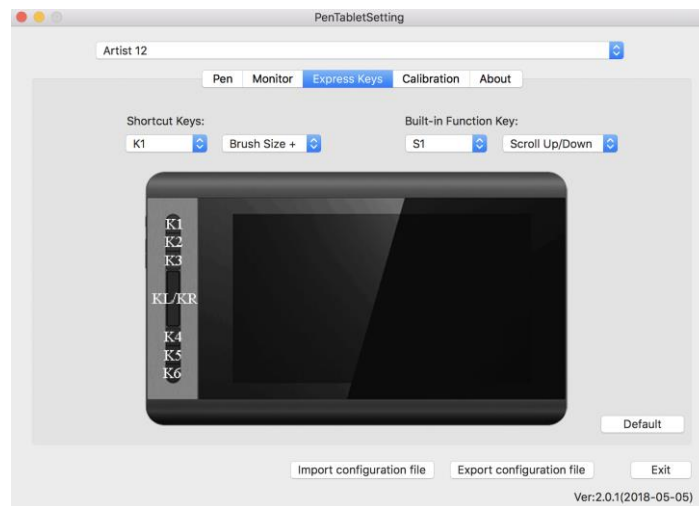 PenTabletSetting
Artist 12
Pen Monitor Express Keys Calibration About
Shortcut Keys: Built-in Function Key:
K1 Brush Size + S1 Scroll Up/Down
K1
K2
K3
KL/KR
K4
K5
K6
Default
Import configuration file Export configuration file Exit
Ver:2.0.1(2018-05-05)